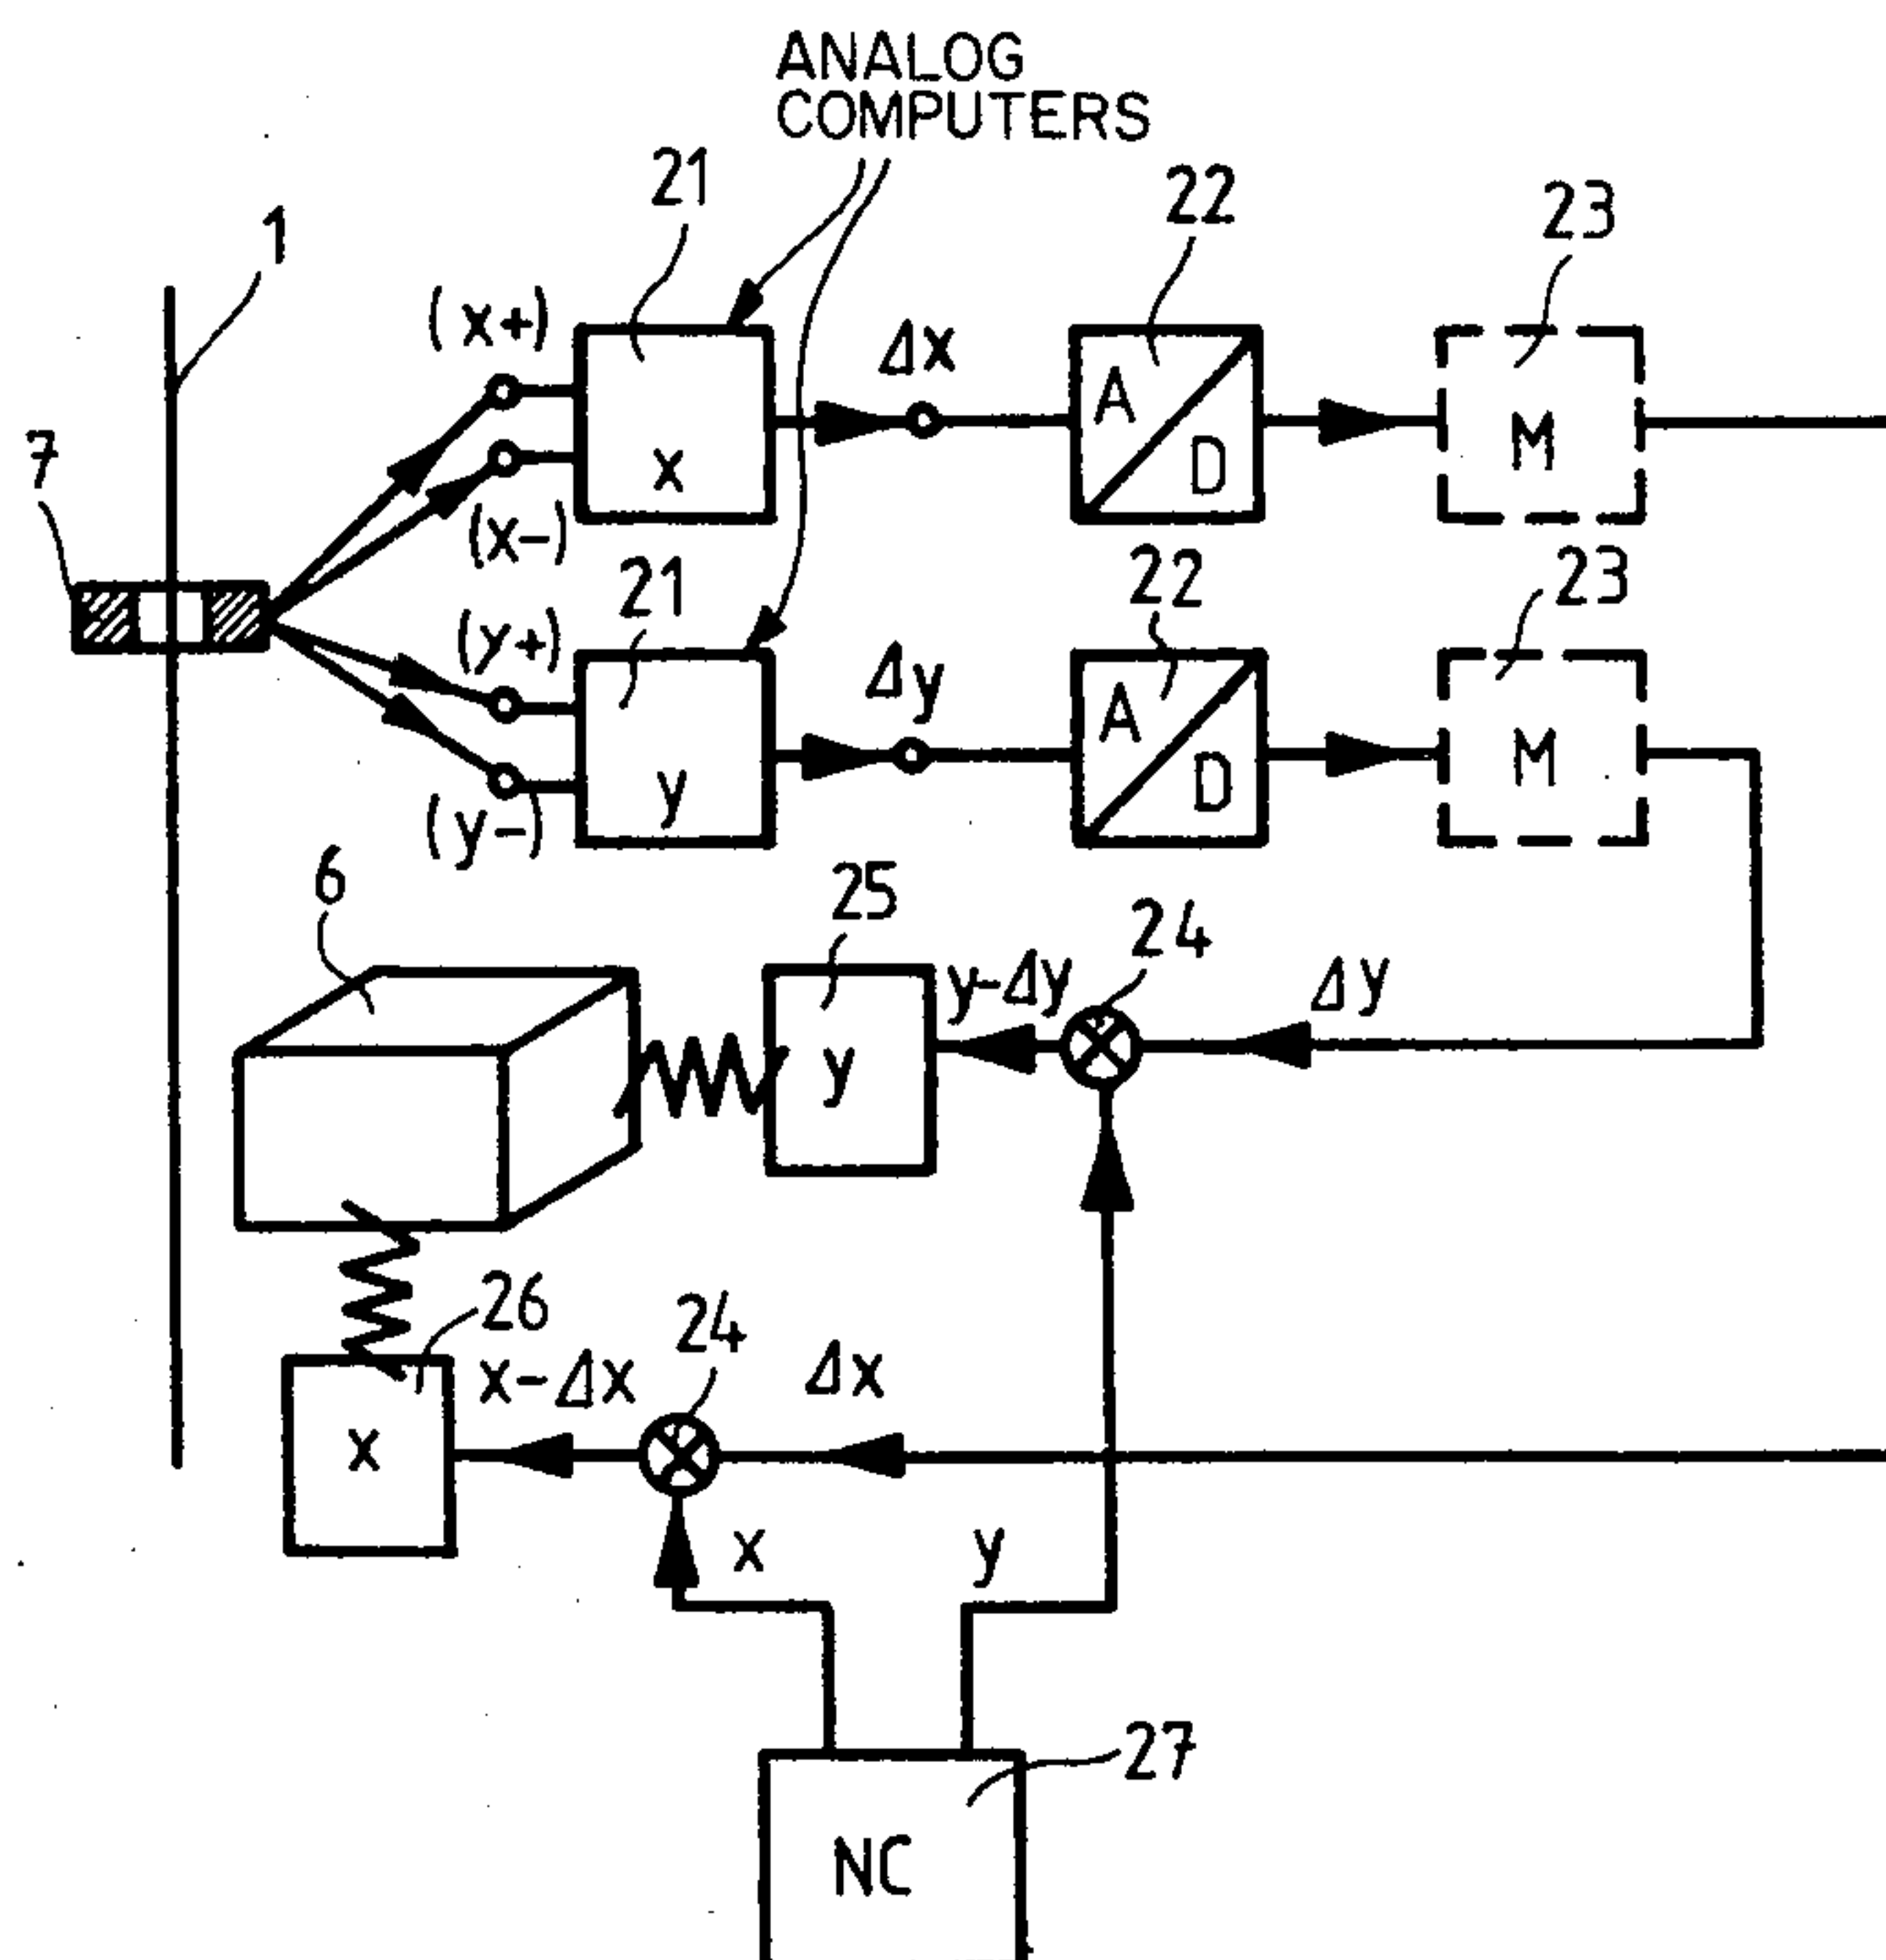 ANALOG
COMPUTERS
21
22
23
1
(x+)
Δx
A
D
M
x
7
(x-)
21
22
23
(y+)
Δy
A
D
M
y
(y-)
6
25
24
y-Δy
Δy
y
26
24
x-Δx
Δx
x
x
y
27
NC